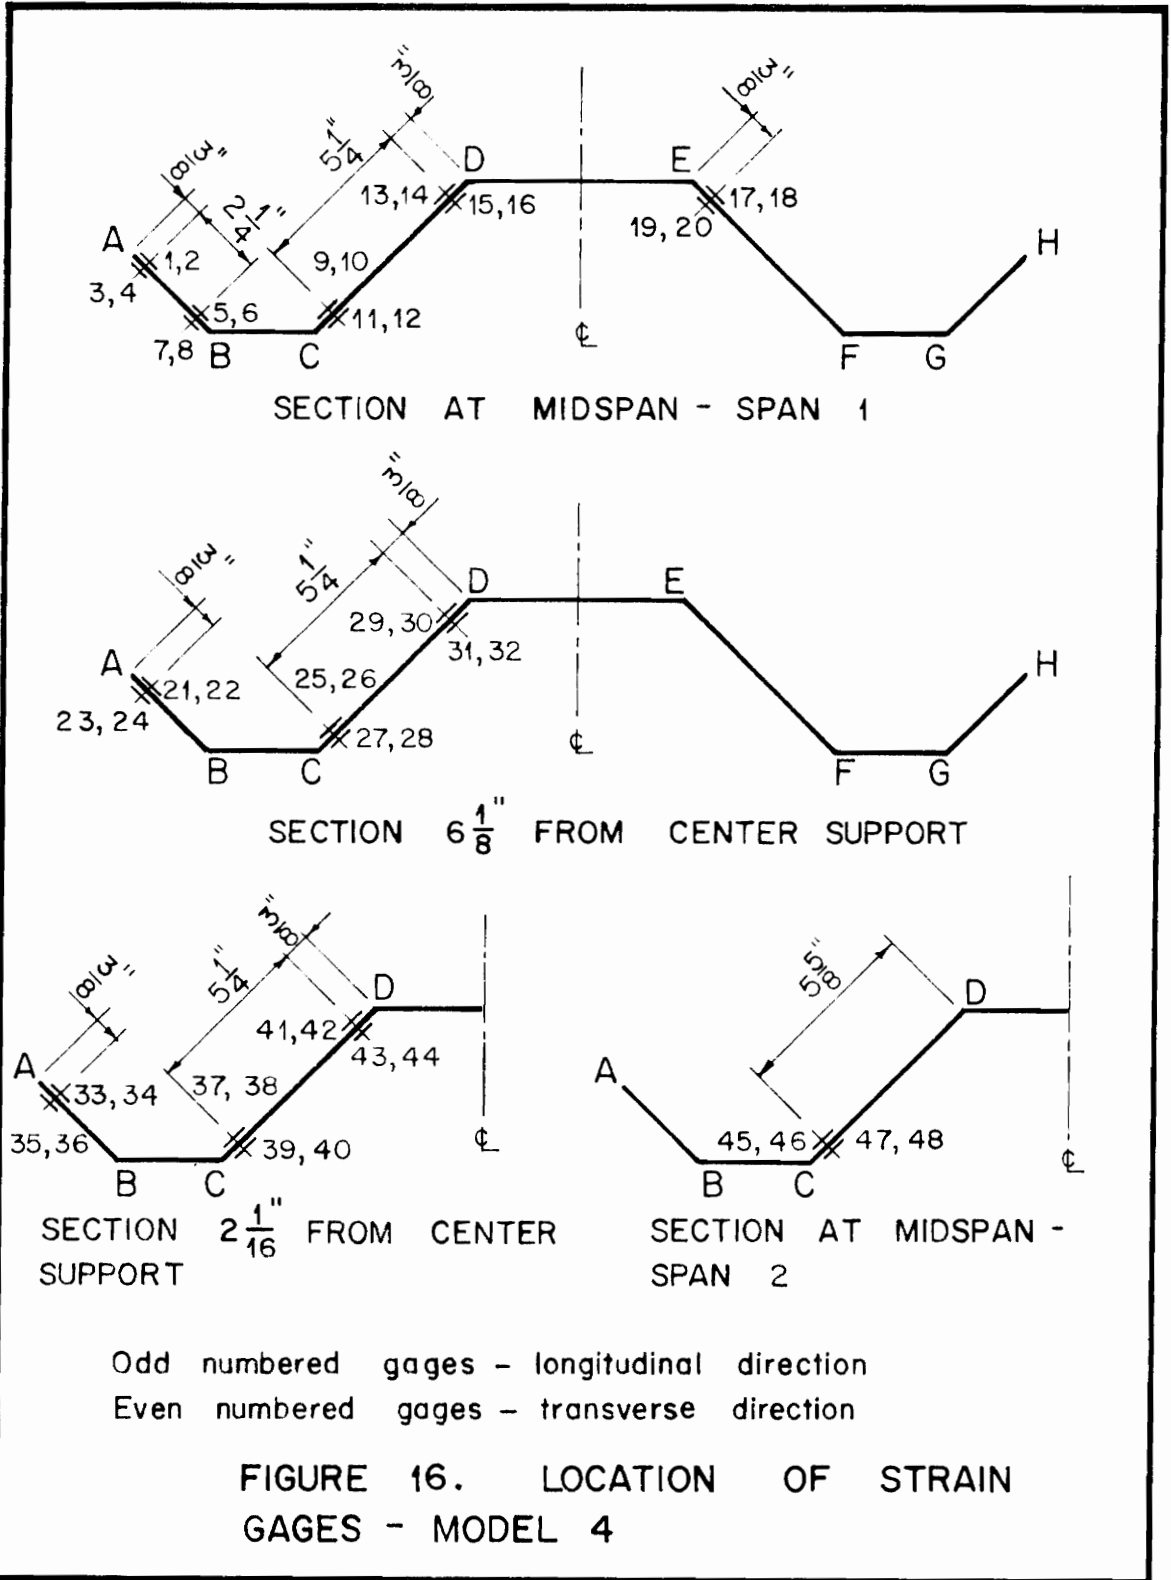 3/8"
5 1/4"
3/8"
3/8"
2 1/4"
D
E
A
H
13,14
15,16
17,18
19,20
1,2
3,4
9,10
5,6
11,12
7,8
B
C
F
G
℄
SECTION AT MIDSPAN - SPAN 1
3/8"
5 1/4"
3/8"
D
E
A
H
29,30
31,32
21,22
23,24
25,26
27,28
B
C
F
G
℄
SECTION 6 1/8" FROM CENTER SUPPORT
3/8"
5 1/4"
3/8"
D
A
41,42
43,44
33,34
37,38
35,36
39,40
B
C
℄
SECTION 2 1/16" FROM CENTER
SUPPORT
5 5/8"
D
A
45,46
47,48
B
C
℄
SECTION AT MIDSPAN -
SPAN 2
Odd numbered gages - longitudinal direction
Even numbered gages - transverse direction
FIGURE 16. LOCATION OF STRAIN
GAGES - MODEL 4